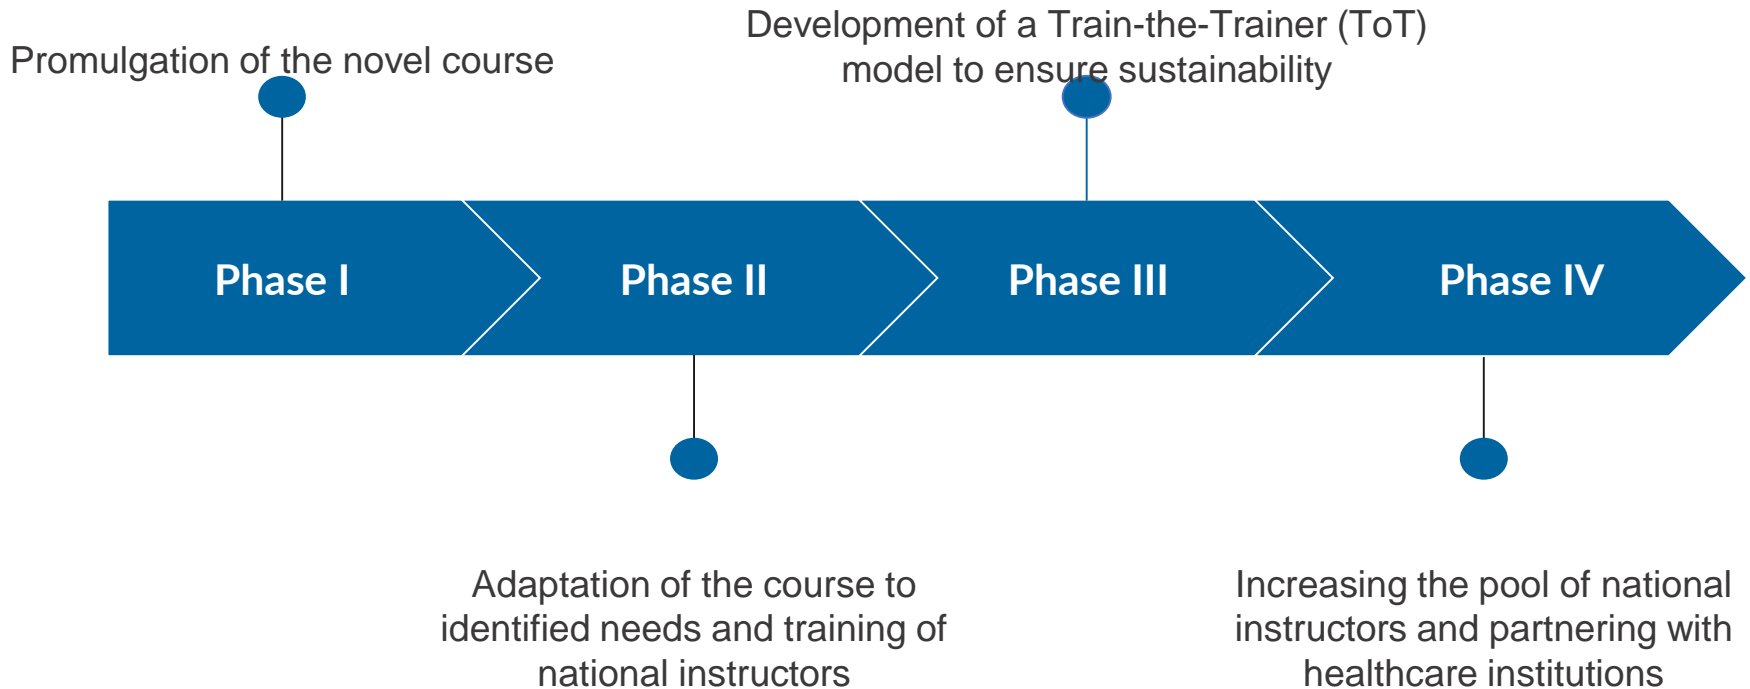 Development of a Train-the-Trainer (ToT)
model to ensure sustainability
Promulgation of the novel course
Phase I
Phase II
Phase III
Phase IV
Adaptation of the course to
identified needs and training of
national instructors
Increasing the pool of national
instructors and partnering with
healthcare institutions